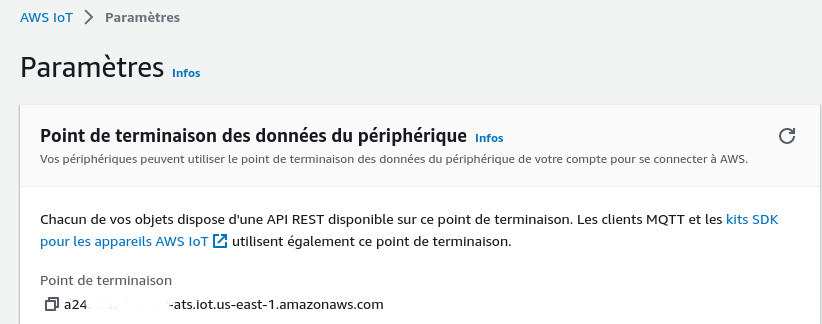 AWS IoT > Paramètres
Paramètres Infos
Point de terminaison des données du périphérique Infos
Vos périphériques peuvent utiliser le point de terminaison des données du périphérique de votre compte pour se connecter à AWS.
Chacun de vos objets dispose d'une API REST disponible sur ce point de terminaison. Les clients MQTT et les kits SDK
pour les appareils AWS IoT utilisent également ce point de terminaison.
Point de terminaison
a24 -ats.iot.us-east-1.amazonaws.com